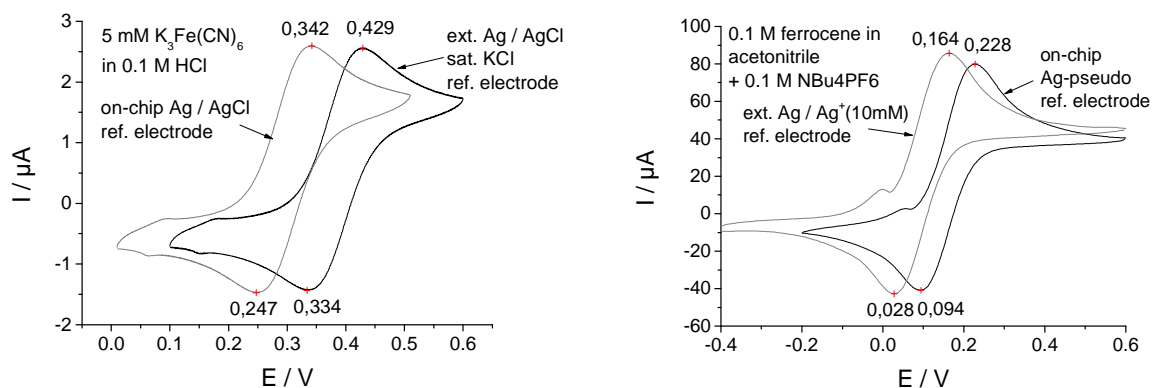 5 mM K₃Fe(CN)₆
in 0.1 M HCl
0,342
0,429
ext. Ag / AgCl
sat. KCl
ref. electrode
on-chip Ag / AgCl
ref. electrode
0,247
0,334
I / µA
3
2
1
0
-1
-2
0.0 0.1 0.2 0.3 0.4 0.5 0.6
E / V
0.1 M ferrocene in
acetonitrile
+ 0.1 M NBu4PF6
0,164
0,228
on-chip
Ag-pseudo
ref. electrode
ext. Ag / Ag⁺(10mM)
ref. electrode
0,028
0,094
I / µA
100
80
60
40
20
0
-20
-40
-60
-0.4 -0.2 0.0 0.2 0.4 0.6
E / V